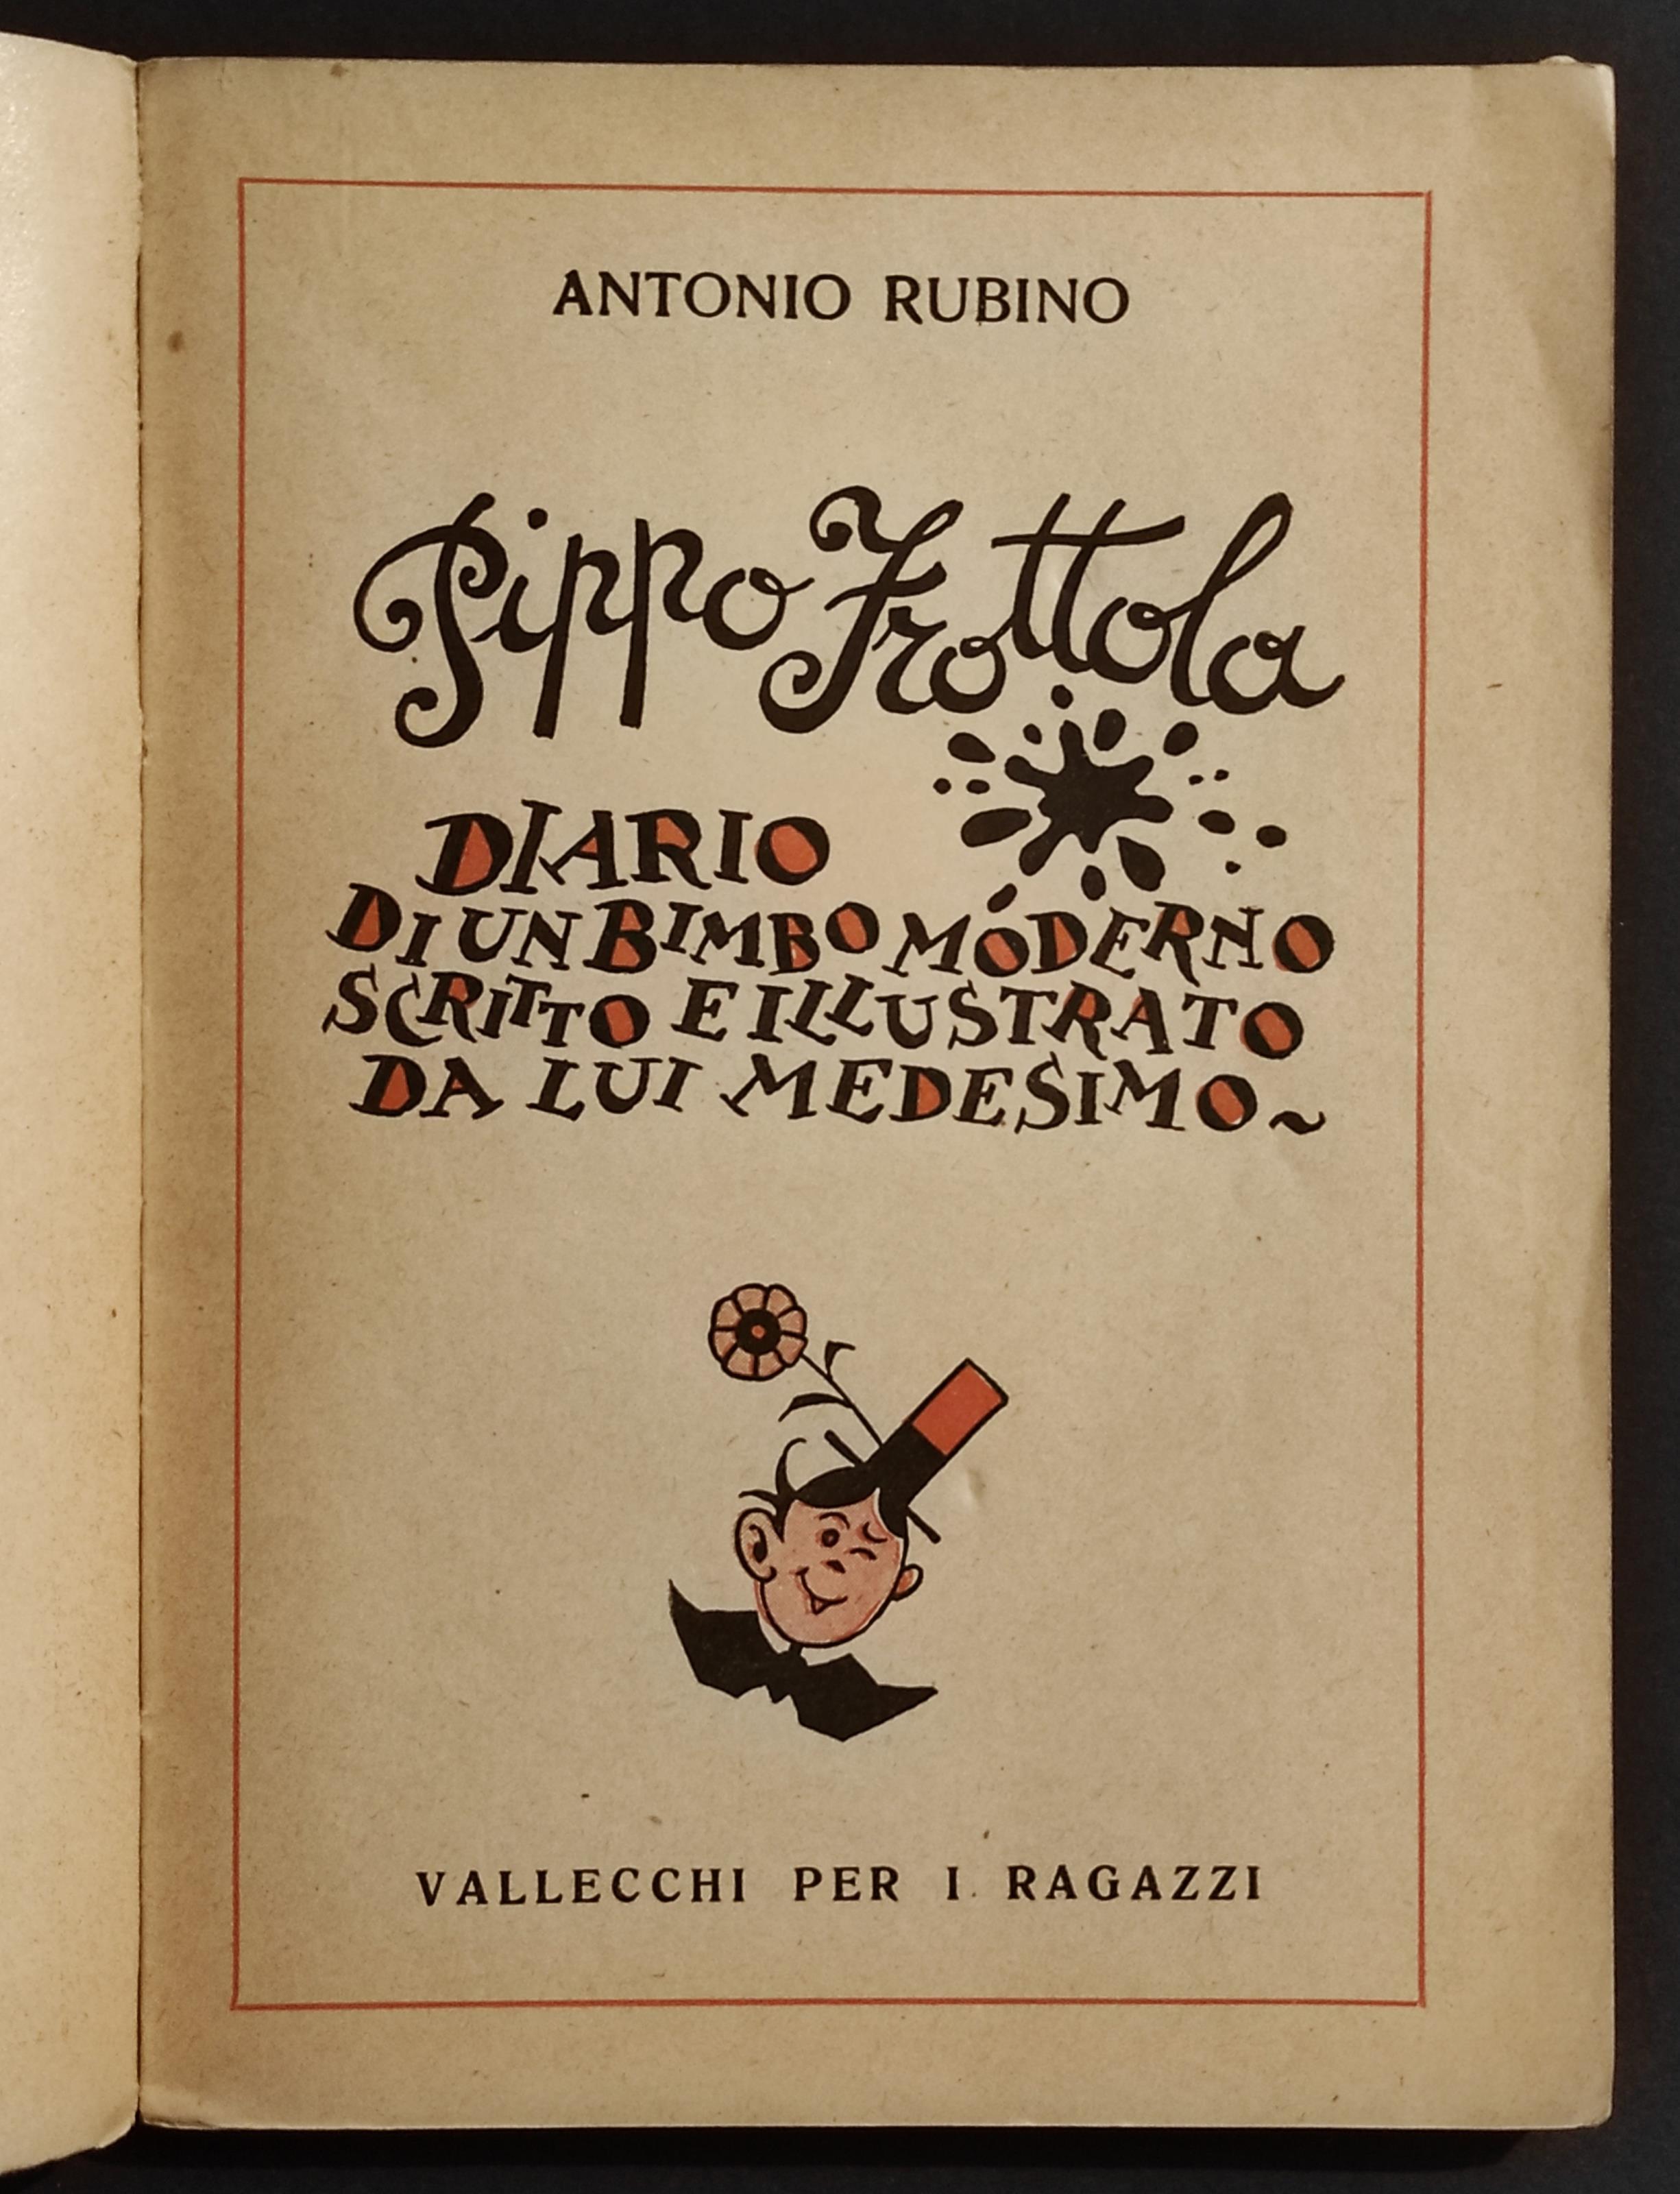 ANTONIO RUBINO
Pippo Frottola
DIARIO
DI UN BIMBO MODERNO
SCRITTO E ILLUSTRATO
DA LUI MEDESIMO~
VALLECCHI PER I RAGAZZI